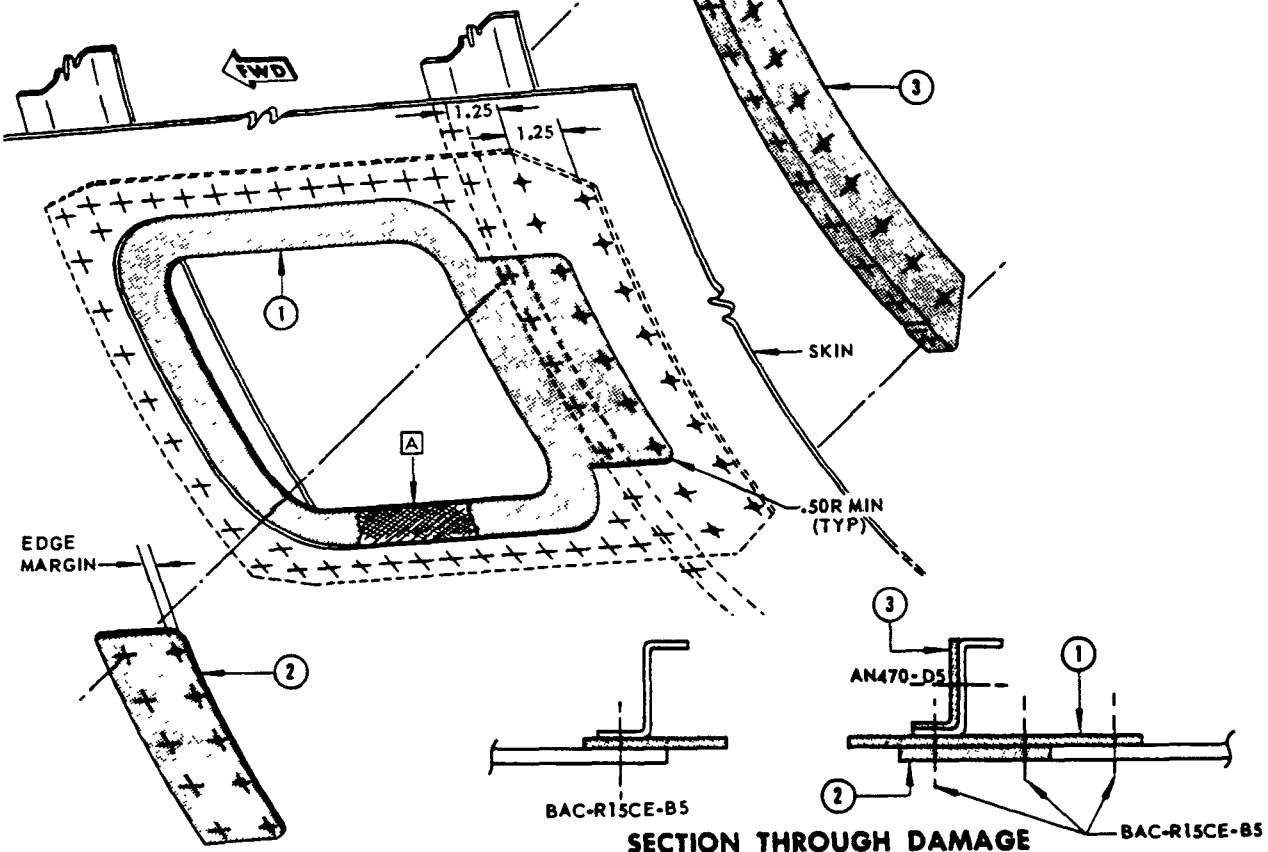 FWD
3
1.25
1.25
1
SKIN
A
.50R MIN
(TYP)
EDGE
MARGIN
2
3
AN470-D5
1
2
BAC-R15CE-B5
BAC-R15CE-B5
SECTION THROUGH DAMAGE